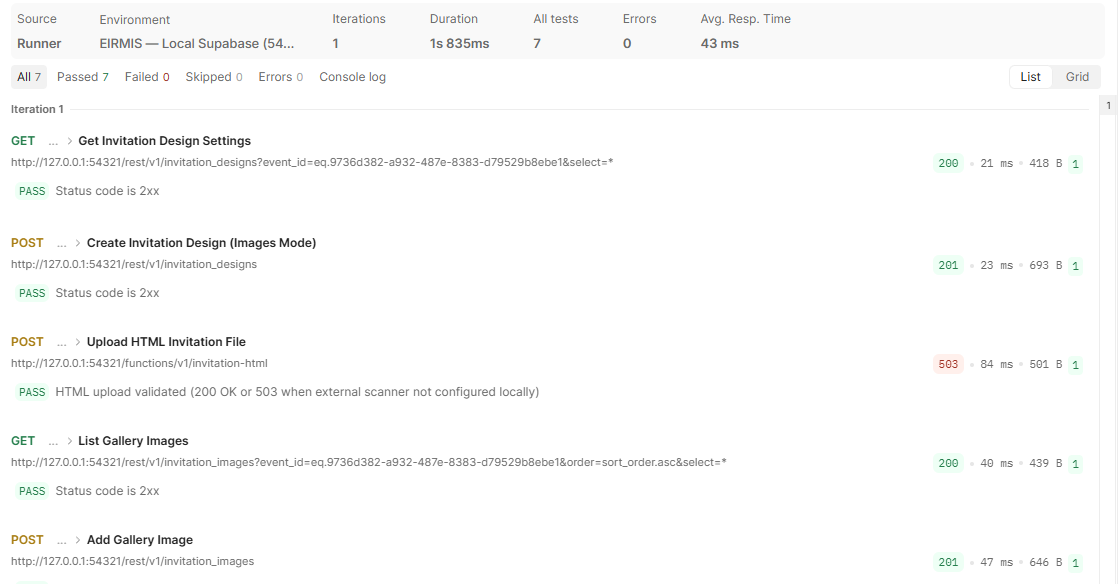 Source Environment Iterations Duration All tests Errors Avg. Resp. Time
Runner EIRMIS — Local Supabase (54... 1 1s 835ms 7 0 43 ms
All 7 Passed 7 Failed 0 Skipped 0 Errors 0 Console log List Grid
Iteration 1 1
GET ... > Get Invitation Design Settings
http://127.0.0.1:54321/rest/v1/invitation_designs?event_id=eq.9736d382-a932-487e-8383-d79529b8ebe1&select=* 200 • 21 ms • 418 B 1
PASS Status code is 2xx
POST ... > Create Invitation Design (Images Mode)
http://127.0.0.1:54321/rest/v1/invitation_designs 201 • 23 ms • 693 B 1
PASS Status code is 2xx
POST ... > Upload HTML Invitation File
http://127.0.0.1:54321/functions/v1/invitation-html 503 • 84 ms • 501 B 1
PASS HTML upload validated (200 OK or 503 when external scanner not configured locally)
GET ... > List Gallery Images
http://127.0.0.1:54321/rest/v1/invitation_images?event_id=eq.9736d382-a932-487e-8383-d79529b8ebe1&order=sort_order.asc&select=* 200 • 40 ms • 439 B 1
PASS Status code is 2xx
POST ... > Add Gallery Image
http://127.0.0.1:54321/rest/v1/invitation_images 201 • 47 ms • 646 B 1